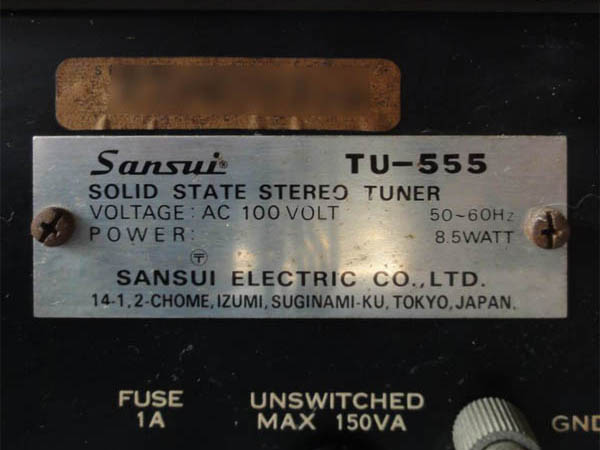 Sansui® TU-555
SOLID STATE STEREO TUNER
VOLTAGE: AC 100 VOLT 50~60Hz
POWER: 8.5WATT
〒
SANSUI ELECTRIC CO.,LTD.
14-1, 2-CHOME, IZUMI, SUGINAMI-KU, TOKYO, JAPAN.
FUSE UNSWITCHED
1A MAX 150VA GND